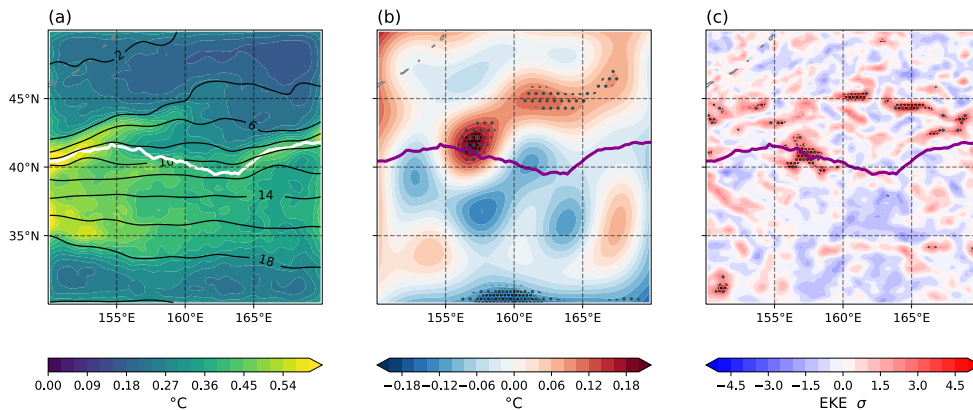 (a)
(b)
(c)
2
6
10
14
18
45°N
40°N
35°N
155°E 160°E 165°E
155°E 160°E 165°E
155°E 160°E 165°E
0.00 0.09 0.18 0.27 0.36 0.45 0.54
°C
−0.18−0.12−0.06 0.00 0.06 0.12 0.18
°C
−4.5 −3.0 −1.5 0.0 1.5 3.0 4.5
EKE σ